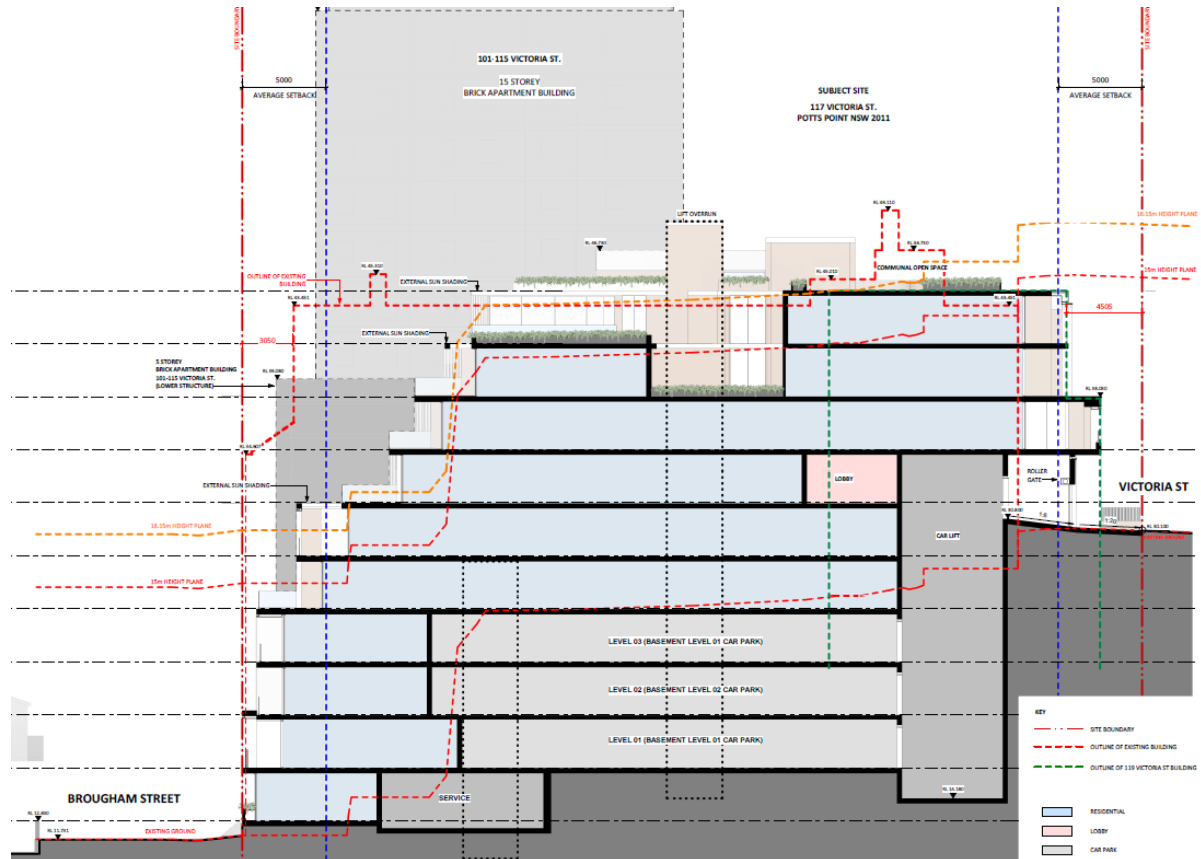 SITE BOUNDARY
SITE BOUNDARY
101-115 VICTORIA ST.
15 STOREY
BRICK APARTMENT BUILDING
5000
AVERAGE SETBACK
5000
AVERAGE SETBACK
SUBJECT SITE
117 VICTORIA ST.
POTTS POINT NSW 2011
LIFT OVERRUN
16.15m HEIGHT PLANE
COMMUNAL OPEN SPACE
15m HEIGHT PLANE
OUTLINE OF EXISTING
BUILDING
EXTERNAL SUN SHADING
4505
EXTERNAL SUN SHADING
3050
5 STOREY
BRICK APARTMENT BUILDING
101-115 VICTORIA ST.
(LOWER STRUCTURE)
ROLLER
GATE
LOBBY
VICTORIA ST
EXTERNAL SUN SHADING
1:20
16.15m HEIGHT PLANE
CAR LIFT
15m HEIGHT PLANE
LEVEL 03 (BASEMENT LEVEL 01 CAR PARK)
LEVEL 02 (BASEMENT LEVEL 02 CAR PARK)
LEVEL 01 (BASEMENT LEVEL 01 CAR PARK)
KEY
SITE BOUNDARY
OUTLINE OF EXISTING BUILDING
OUTLINE OF 119 VICTORIA ST BUILDING
BROUGHAM STREET
SERVICE
RESIDENTIAL
EXISTING GROUND
LOBBY
CAR PARK